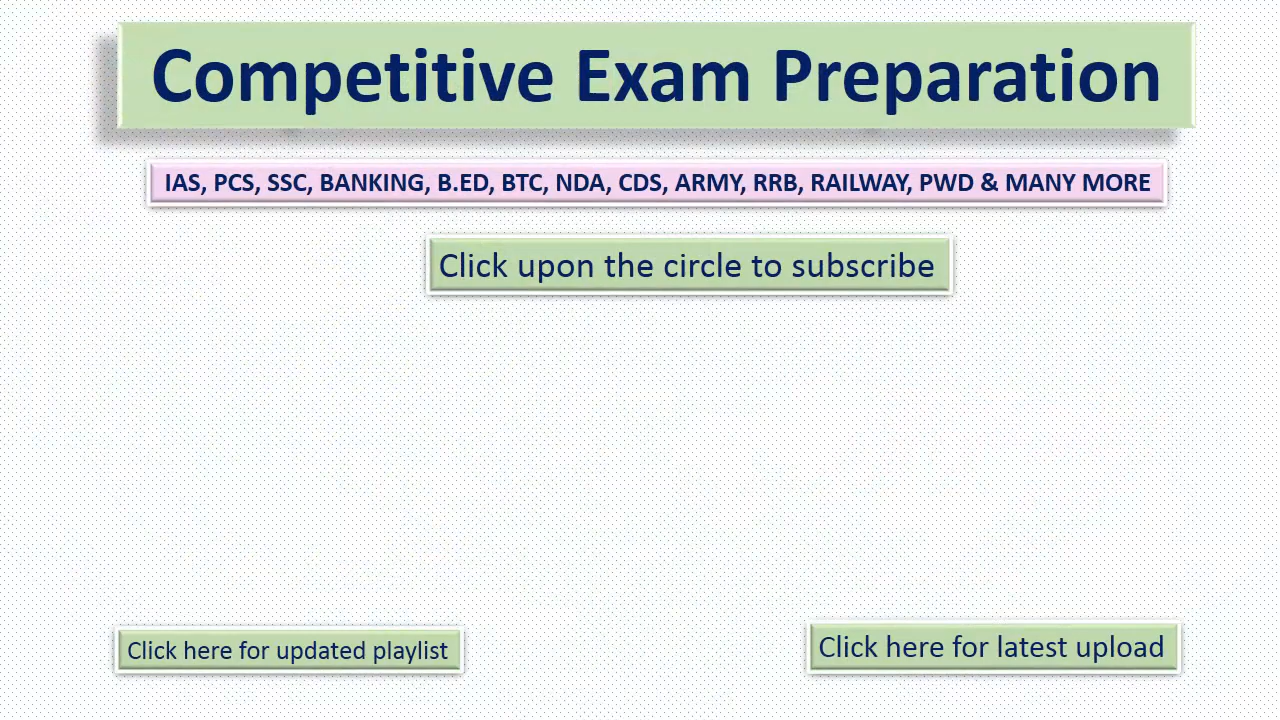 Competitive Exam Preparation
IAS, PCS, SSC, BANKING, B.ED, BTC, NDA, CDS, ARMY, RRB, RAILWAY, PWD & MANY MORE
Click upon the circle to subscribe
Click here for updated playlist
Click here for latest upload